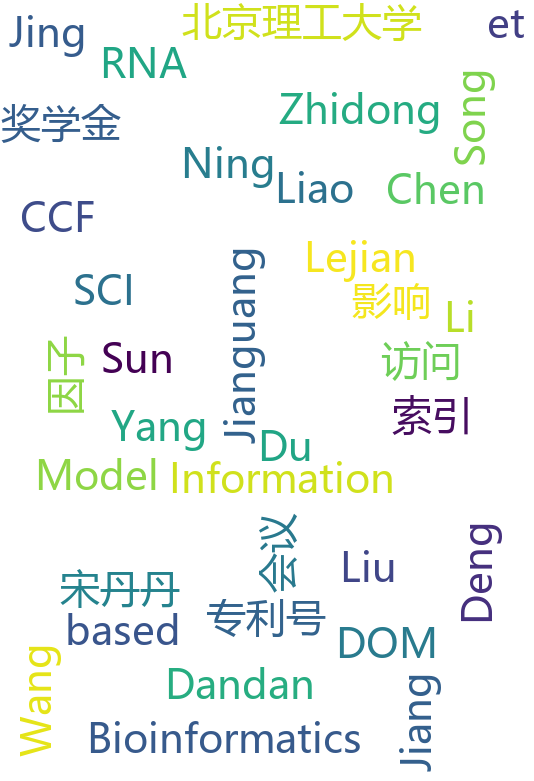 Jing
北京理工大学
et
RNA
Zhidong
Song
奖学金
Ning
Liao
Chen
CCF
Lejian
SCI
影响
Li
Jianguang
因子
Sun
访问
索引
Yang
Du
Model
Information
会议
Liu
Deng
宋丹丹
based
专利号
DOM
Wang
Dandan
Jiang
Bioinformatics